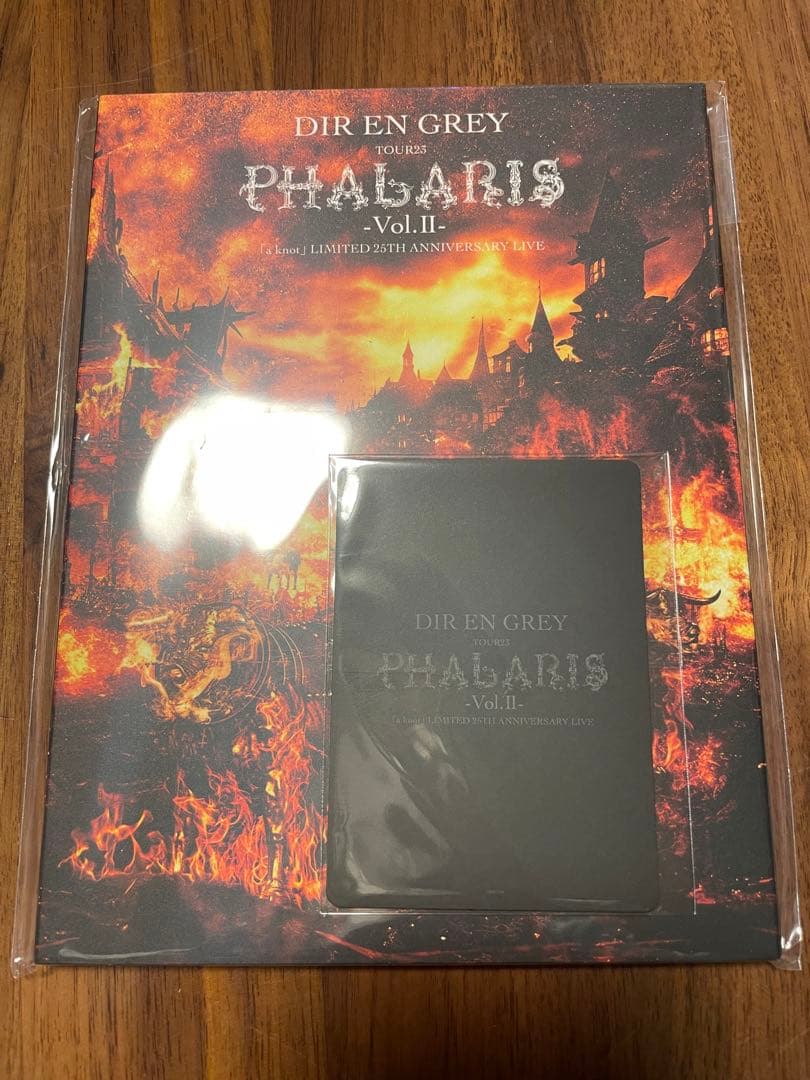 DIR EN GREY
TOUR23
PHALARIS
-Vol.II-
「a knot」 LIMITED 25TH ANNIVERSARY LIVE
DIR EN GREY
TOUR23
PHALARIS
-Vol.II-
「a knot」 LIMITED 25TH ANNIVERSARY LIVE